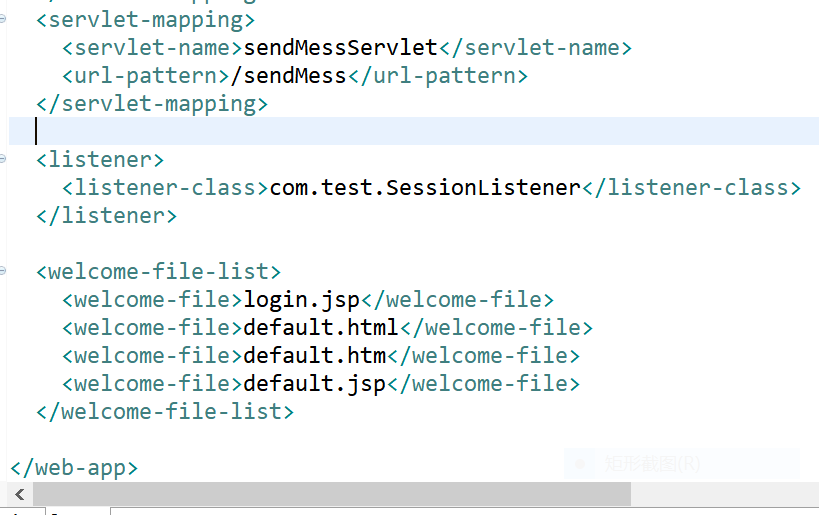 <servlet-mapping>
<servlet-name>sendMessServlet</servlet-name>
<url-pattern>/sendMess</url-pattern>
</servlet-mapping>
<listener>
<listener-class>com.test.SessionListener</listener-class>
</listener>
<welcome-file-list>
<welcome-file>login.jsp</welcome-file>
<welcome-file>default.html</welcome-file>
<welcome-file>default.htm</welcome-file>
<welcome-file>default.jsp</welcome-file>
</welcome-file-list>
</web-app>
矩形截图(R)